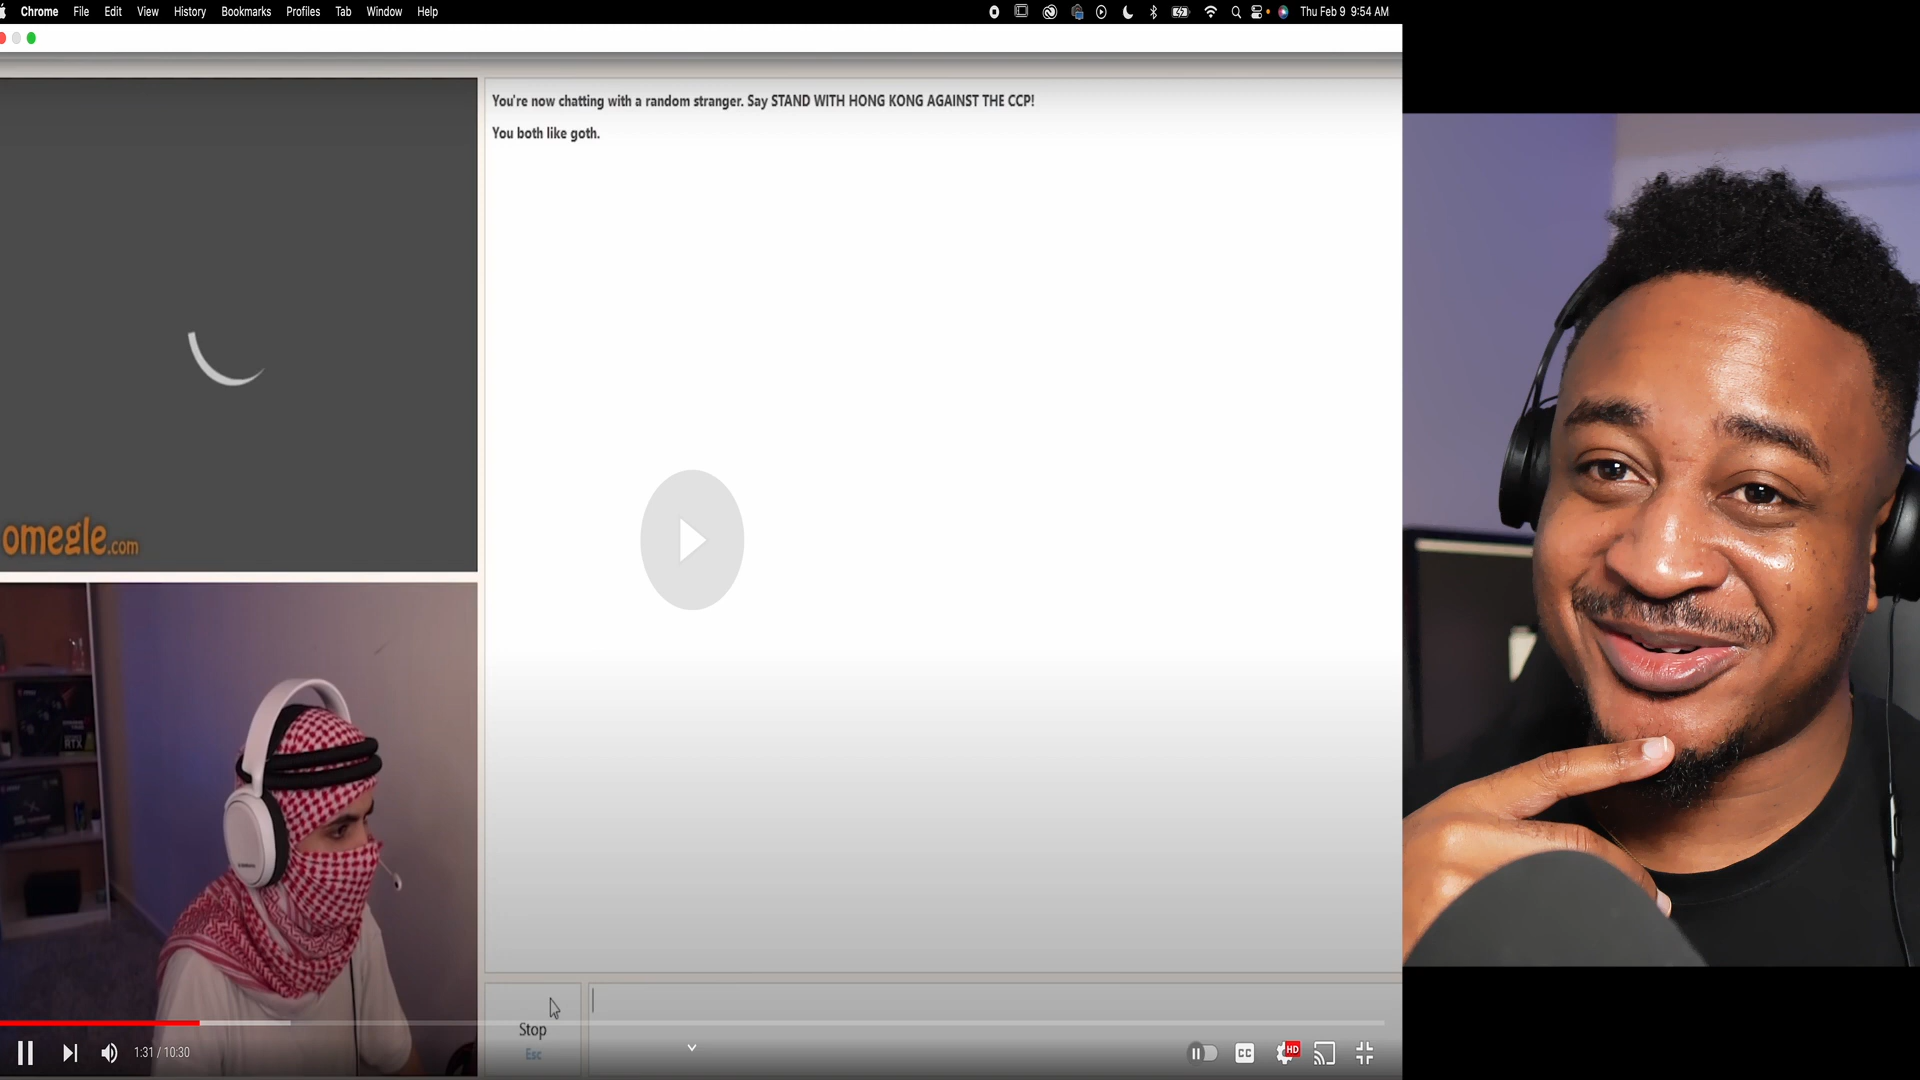 Chrome File Edit View History Bookmarks Profiles Tab Window Help Thu Feb 9 9:54 AM
You're now chatting with a random stranger. Say STAND WITH HONG KONG AGAINST THE CCP!
You both like goth.
omegle.com
RTX
Stop
Esc
1:31 / 10:30
CC
HD